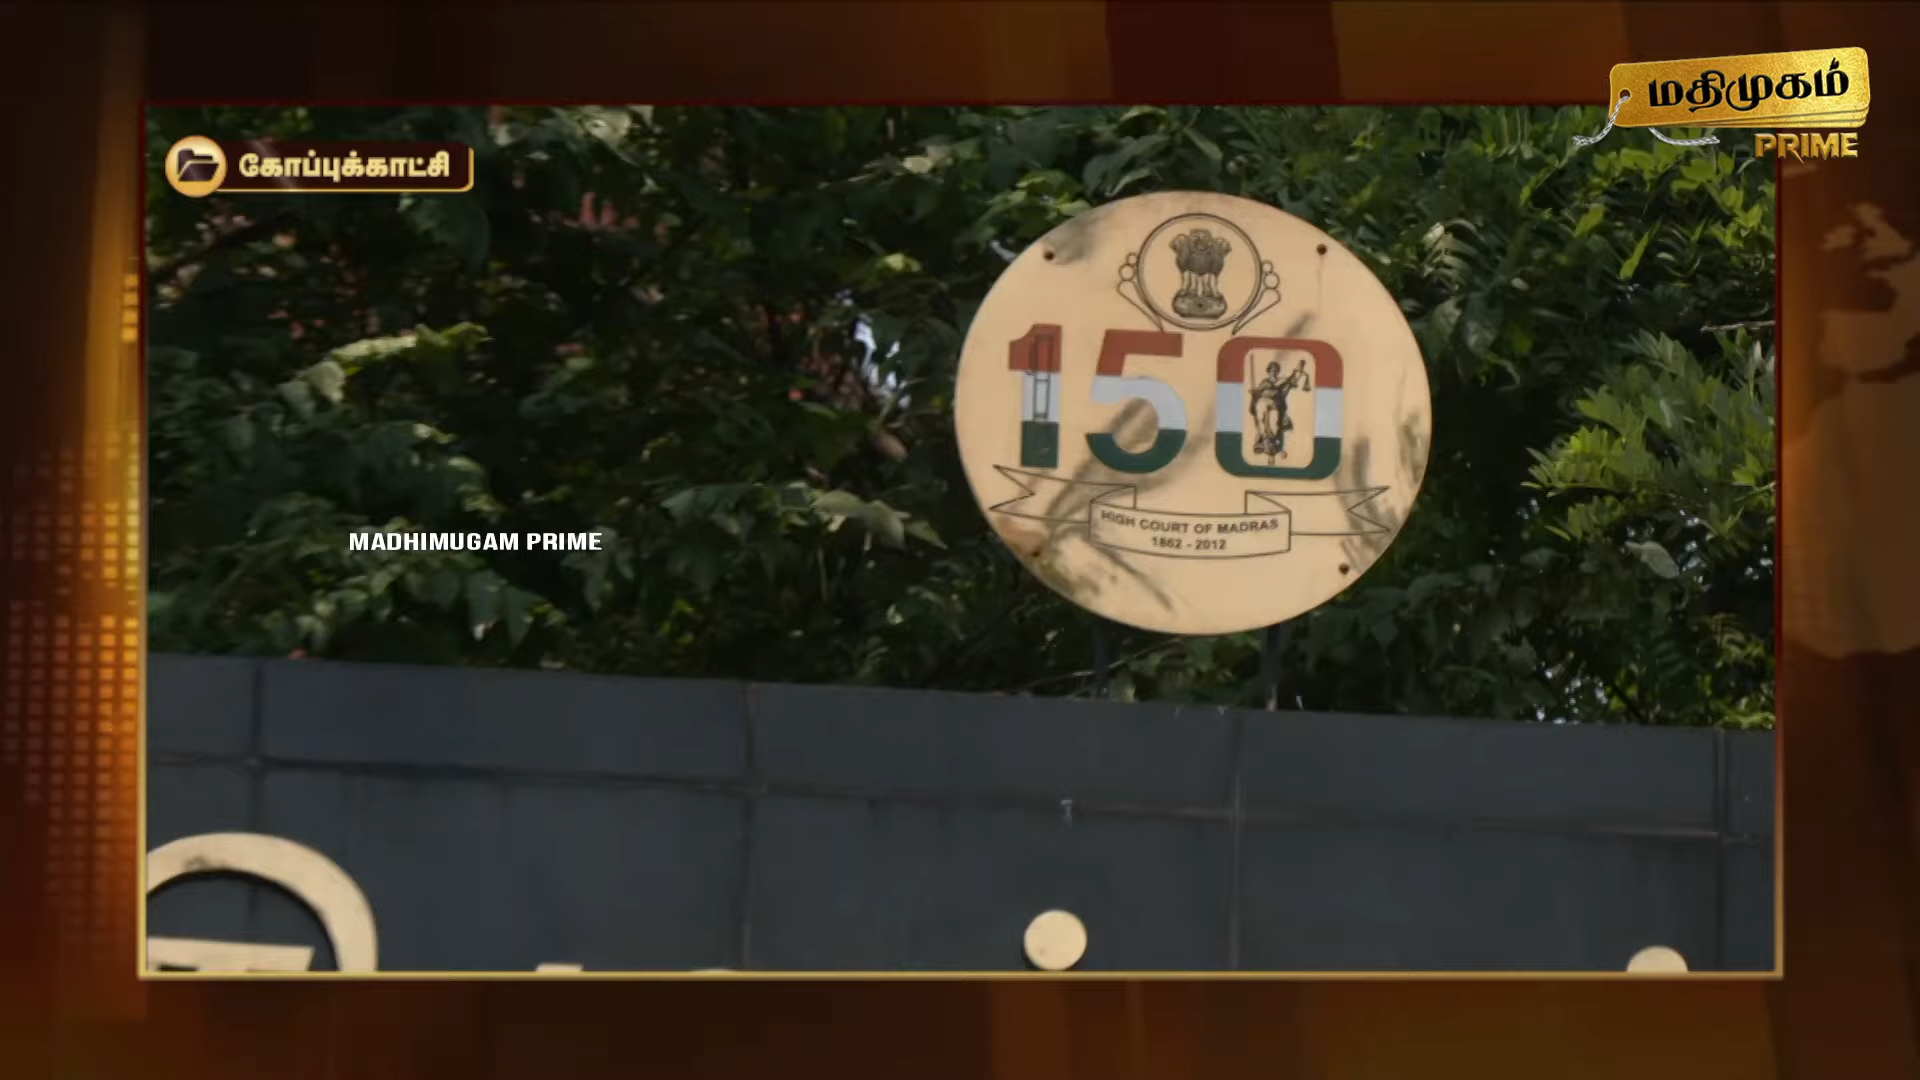 மதிமுகம்
PRIME
கோப்புக்காட்சி
150
HIGH COURT OF MADRAS
1862 - 2012
MADHIMUGAM PRIME